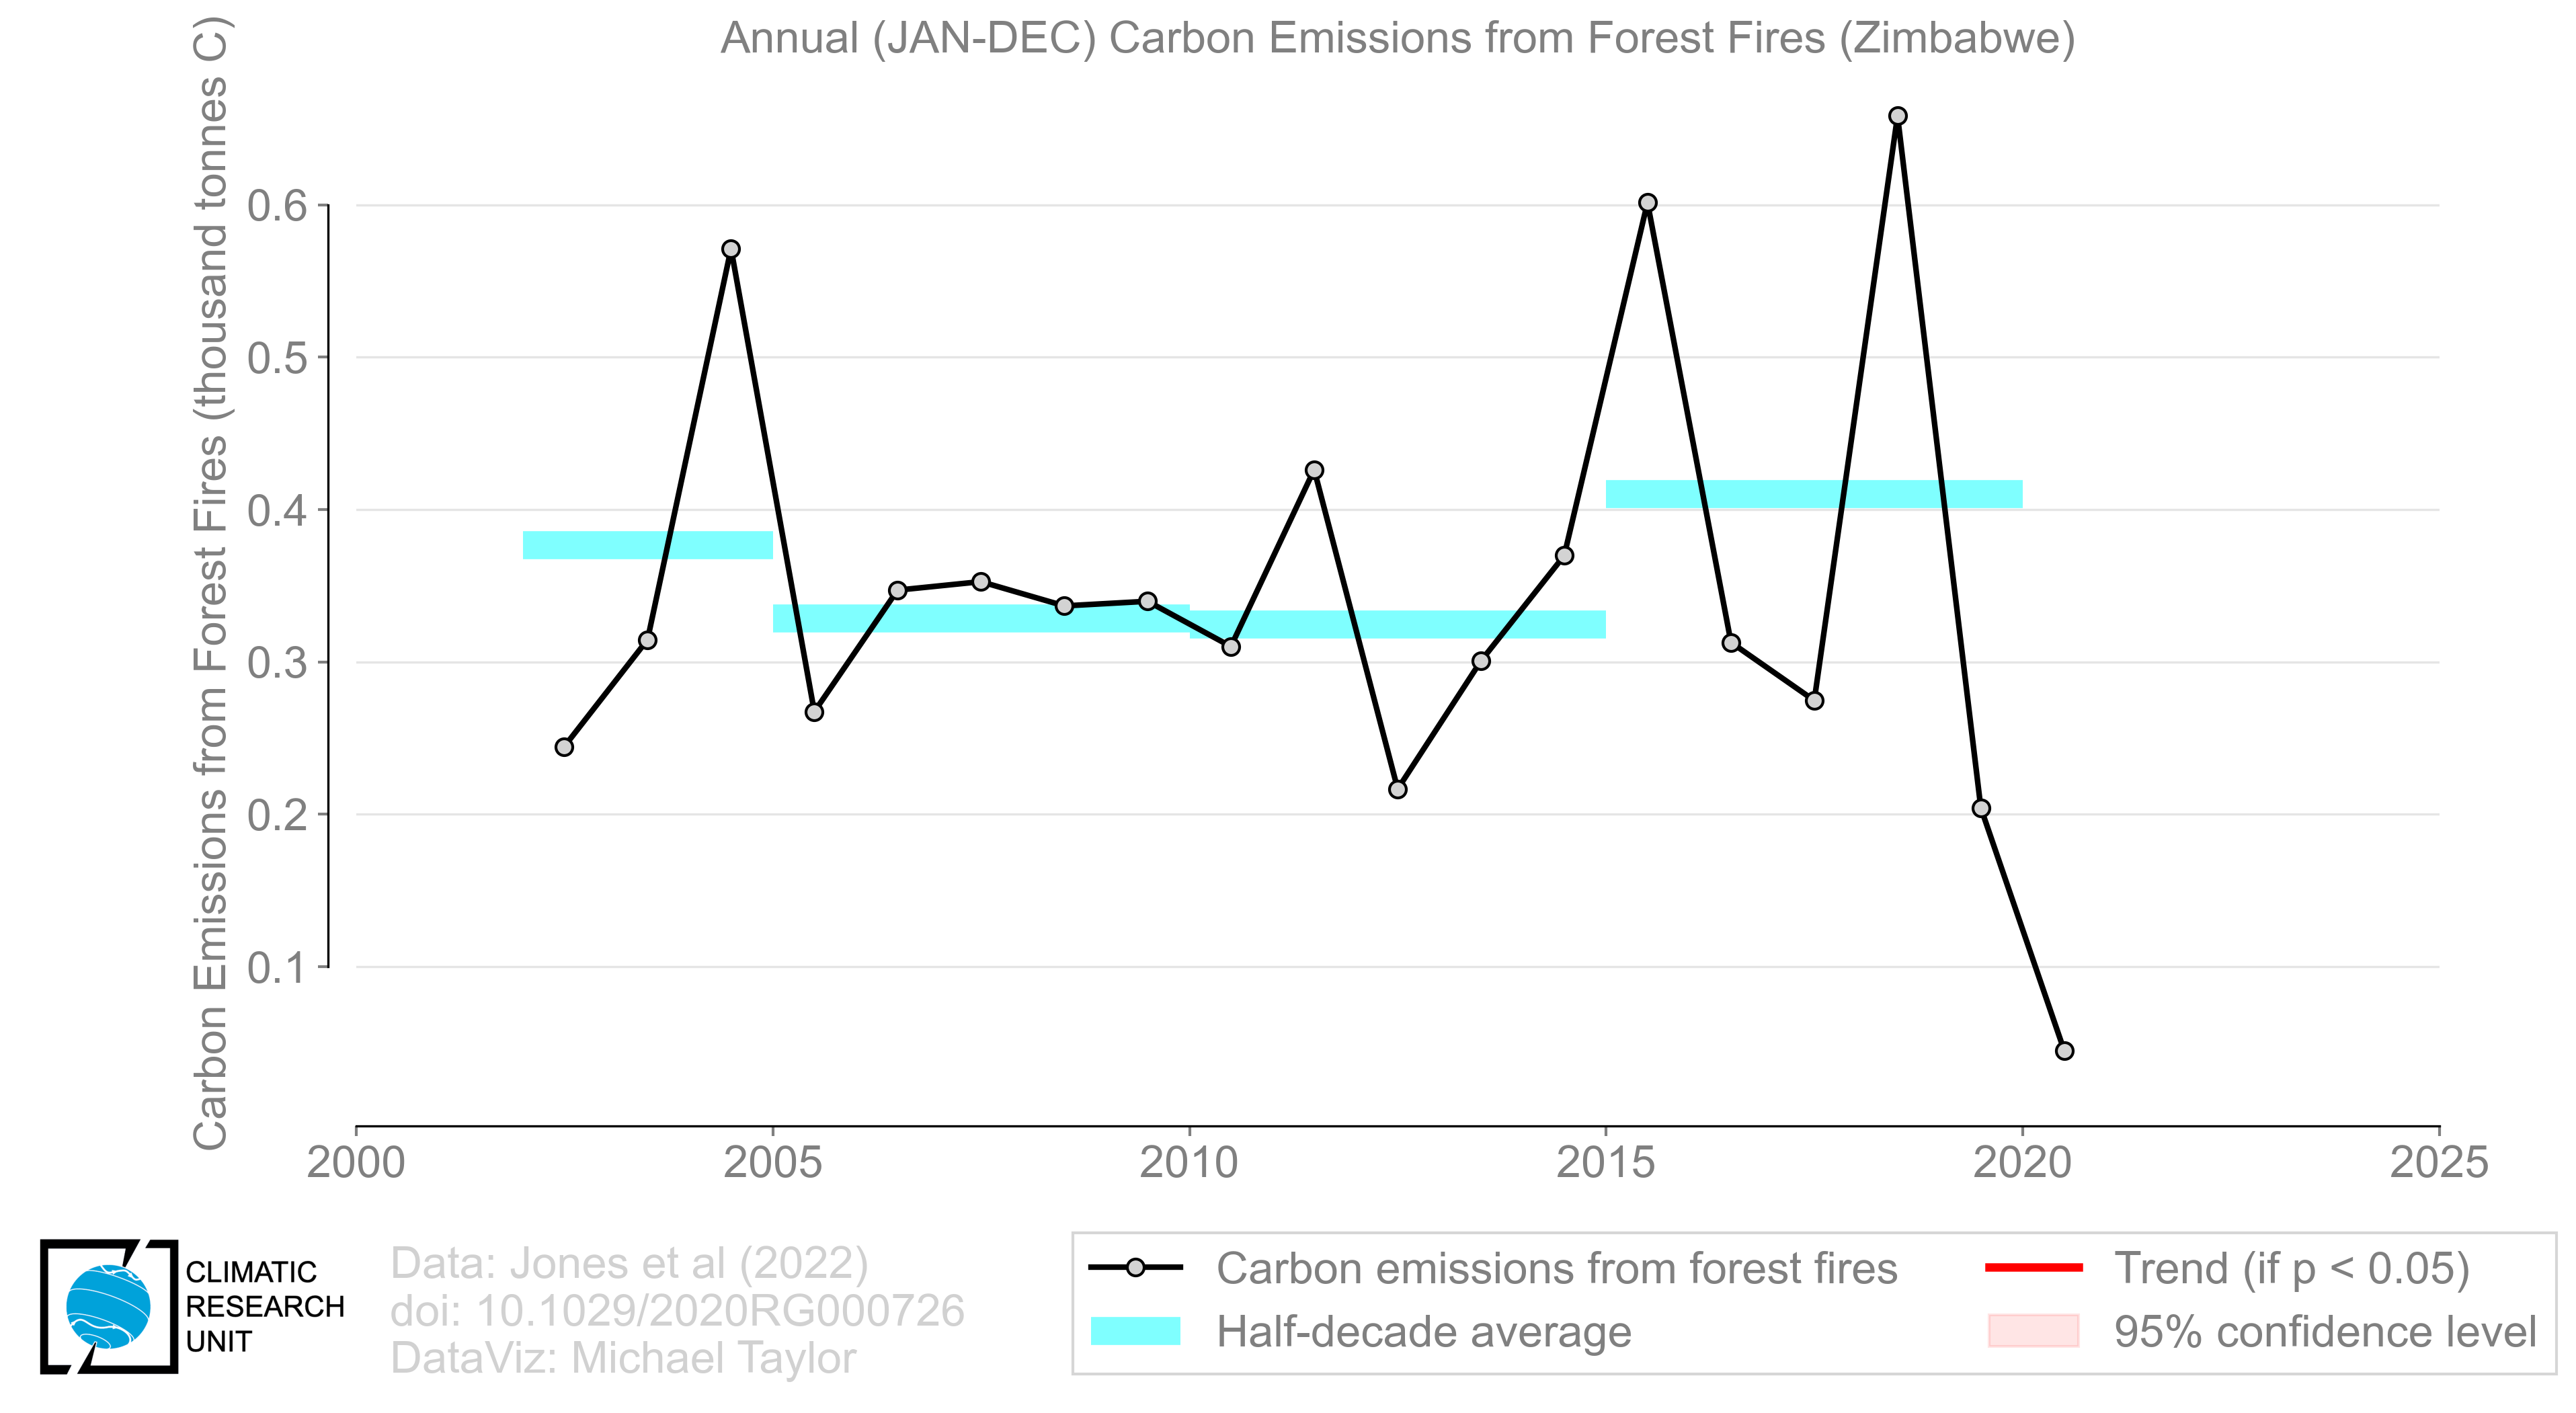 Annual (JAN-DEC) Carbon Emissions from Forest Fires (Zimbabwe)
Carbon Emissions from Forest Fires (thousand tonnes C)
0.6
0.5
0.4
0.3
0.2
0.1
2000 2005 2010 2015 2020 2025
CLIMATIC
RESEARCH
UNIT
Data: Jones et al (2022)
doi: 10.1029/2020RG000726
DataViz: Michael Taylor
Carbon emissions from forest fires
Half-decade average
Trend (if p < 0.05)
95% confidence level